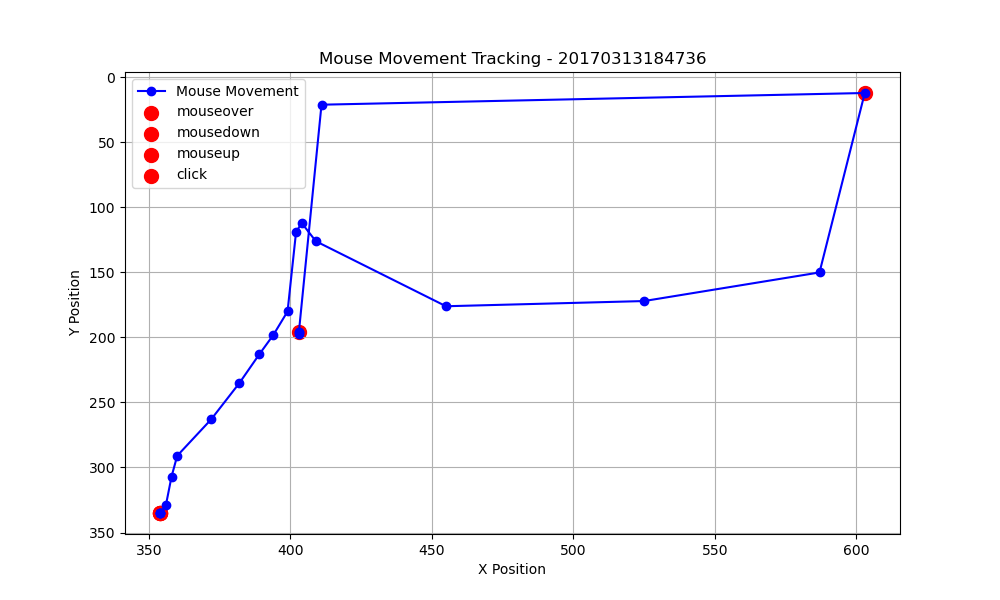 Mouse Movement Tracking - 20170313184736
Mouse Movement
mouseover
mousedown
mouseup
click
Y Position
0
50
100
150
200
250
300
350
350 400 450 500 550 600
X Position